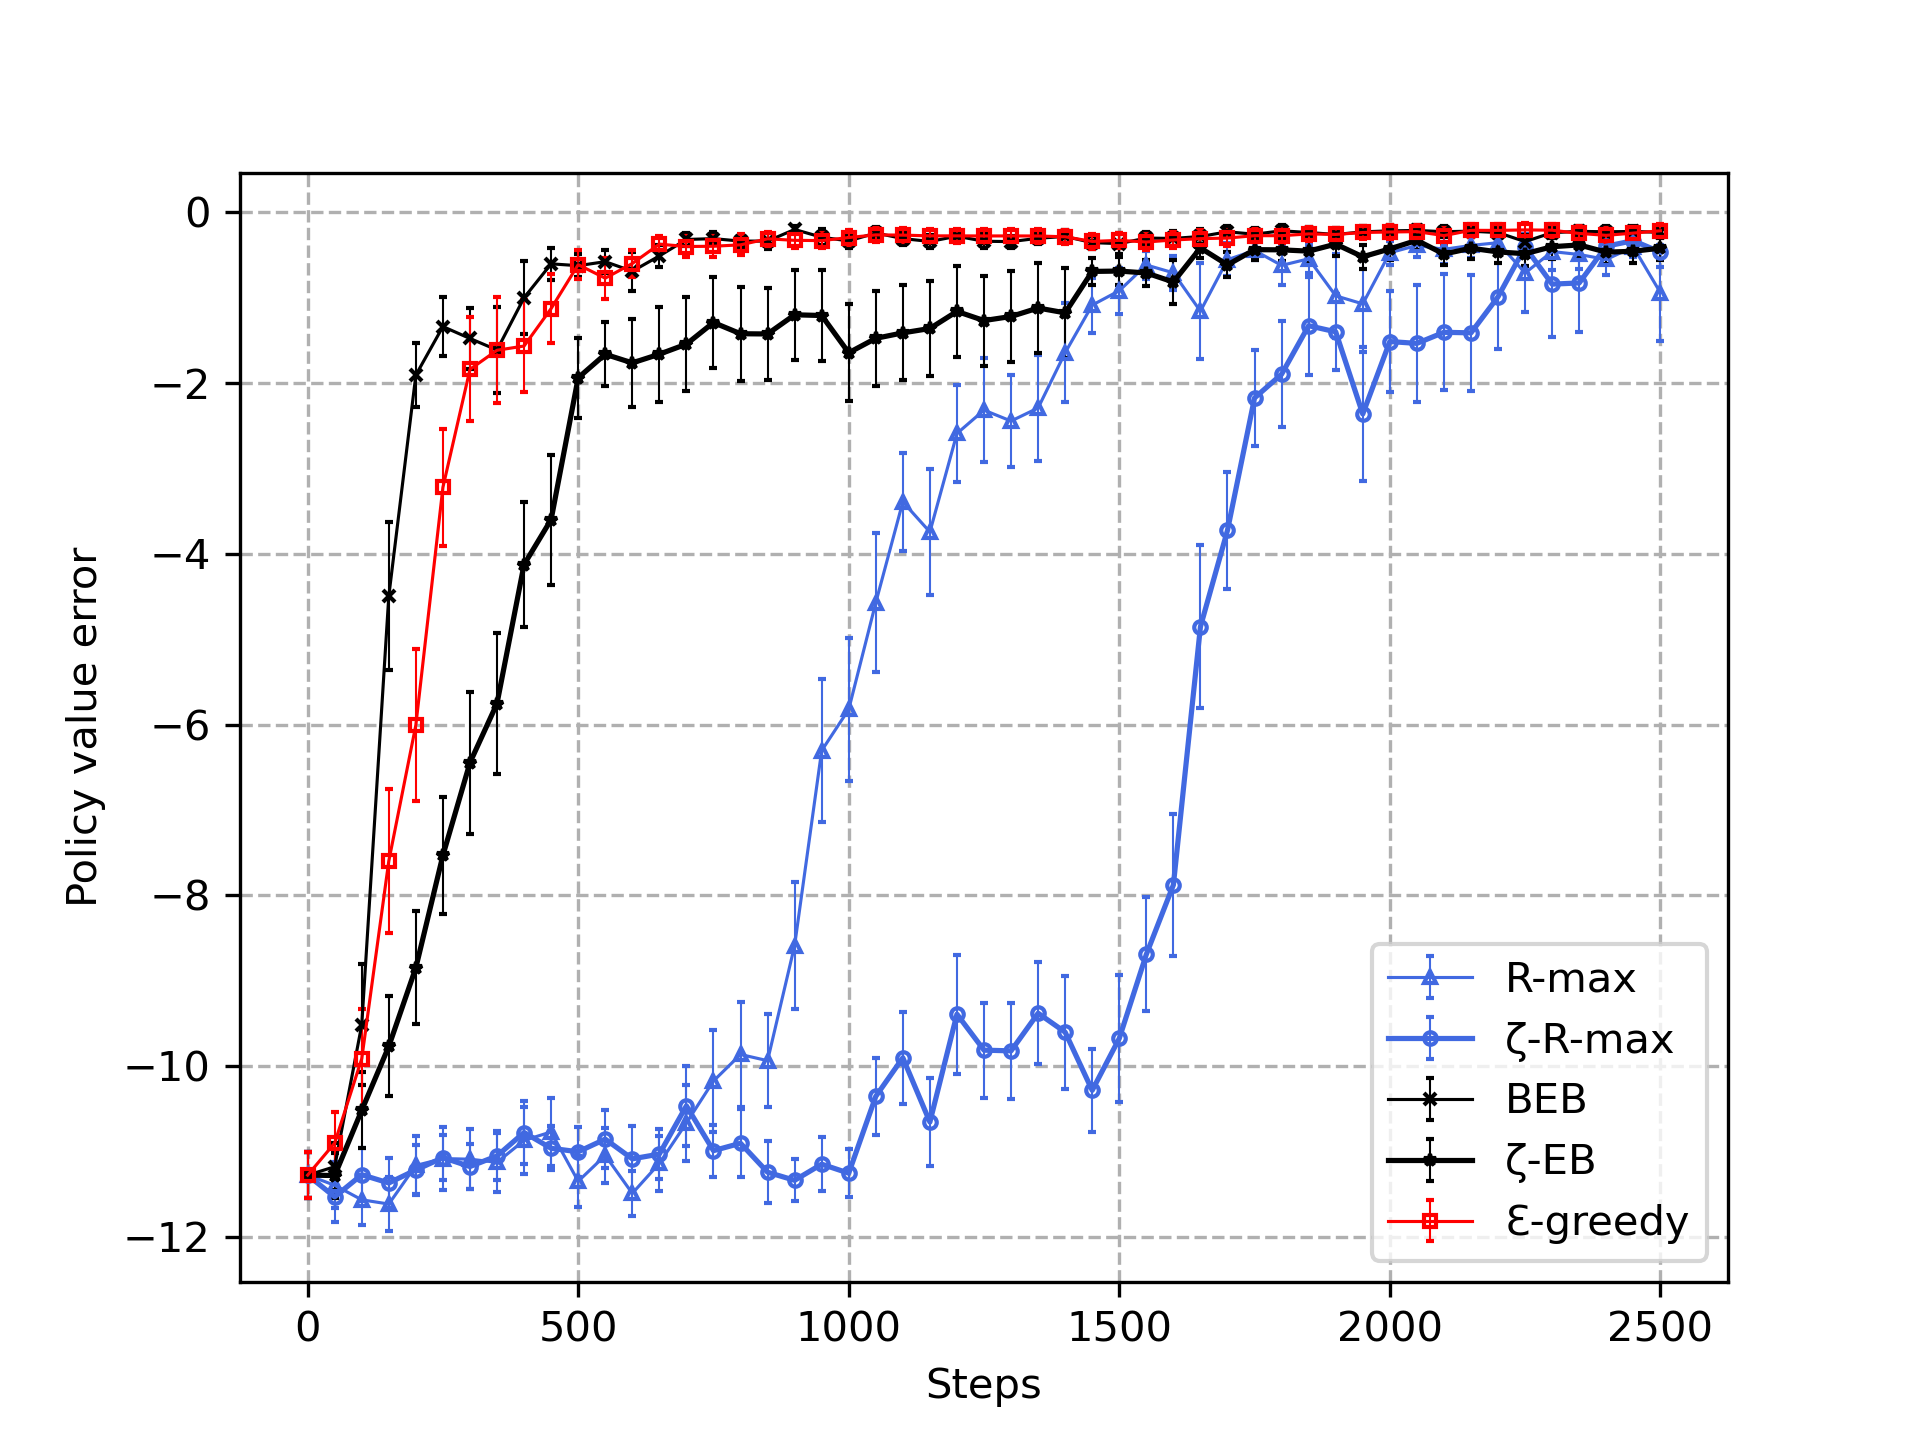 0
−2
−4
−6
−8
−10
−12
Policy value error
0 500 1000 1500 2000 2500
Steps
R-max
ζ-R-max
BEB
ζ-EB
Ɛ-greedy